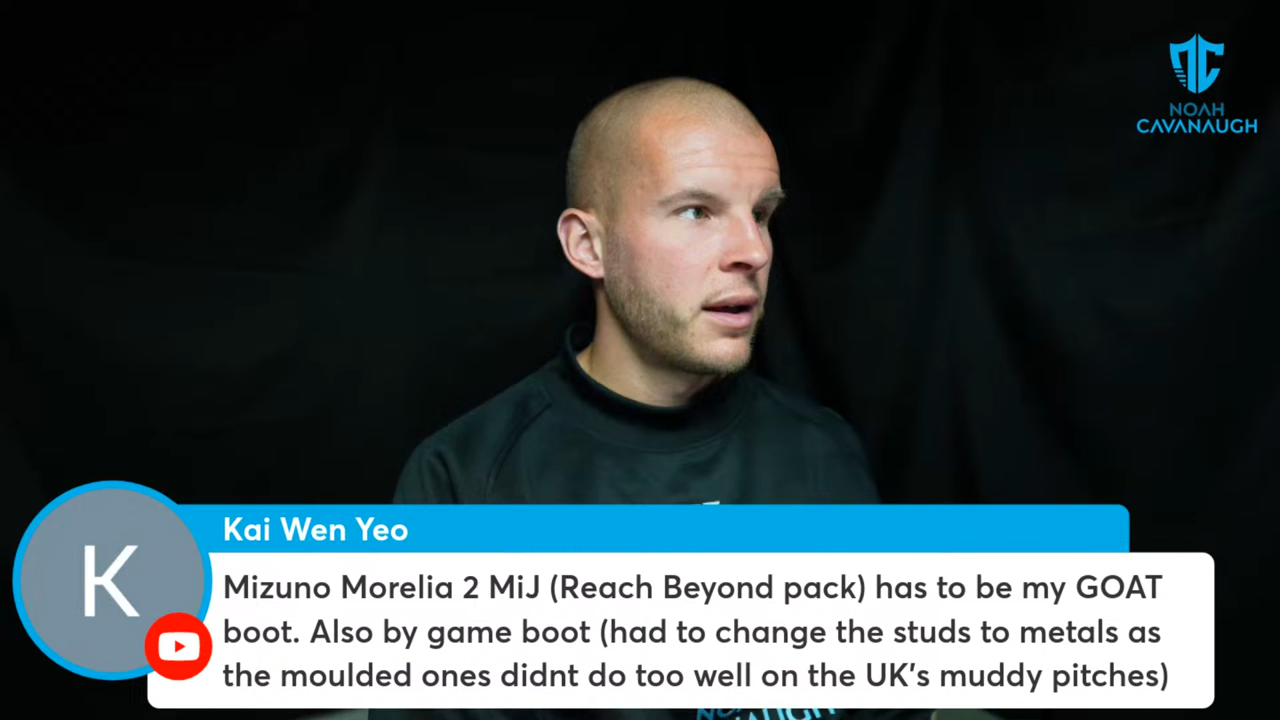 NOAH
CAVANAUGH
Kai Wen Yeo
K
Mizuno Morelia 2 MiJ (Reach Beyond pack) has to be my GOAT
boot. Also by game boot (had to change the studs to metals as
the moulded ones didnt do too well on the UK's muddy pitches)